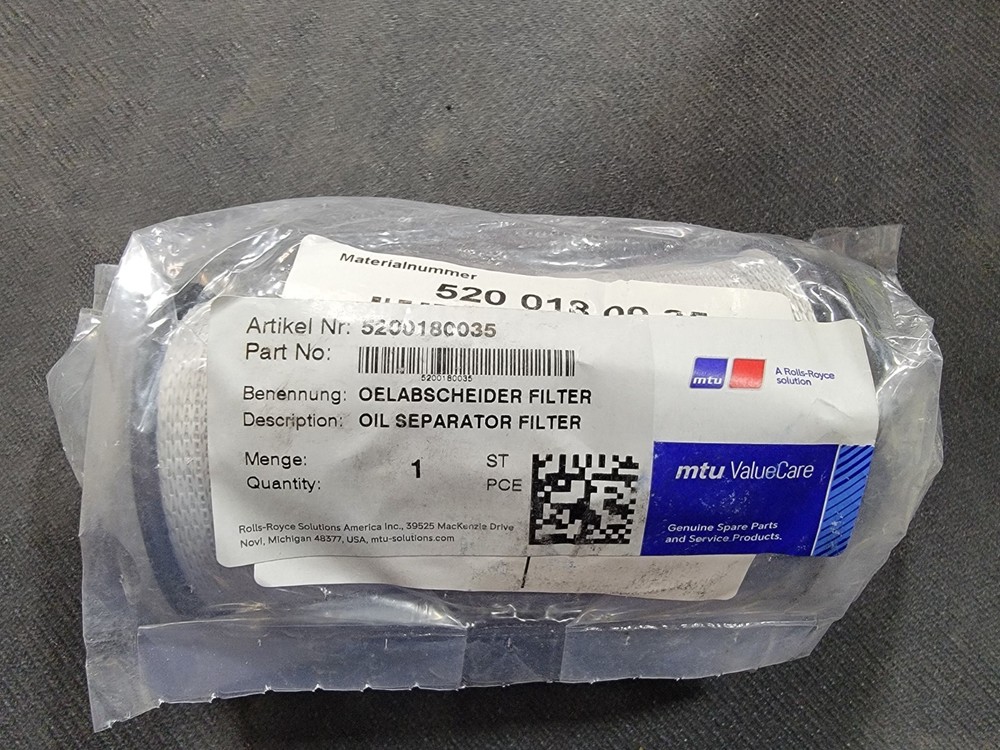 Materialnummer
520 018 00 35
Artikel Nr: 5200180035
Part No:
5200180035
Benennung: OELABSCHEIDER FILTER
Description: OIL SEPARATOR FILTER
Menge: 1 ST
Quantity: PCE
Rolls-Royce Solutions America Inc., 39525 MacKenzie Drive
Novi, Michigan 48377, USA, mtu-solutions.com
mtu
A Rolls-Royce
solution
mtu ValueCare
Genuine Spare Parts
and Service Products.